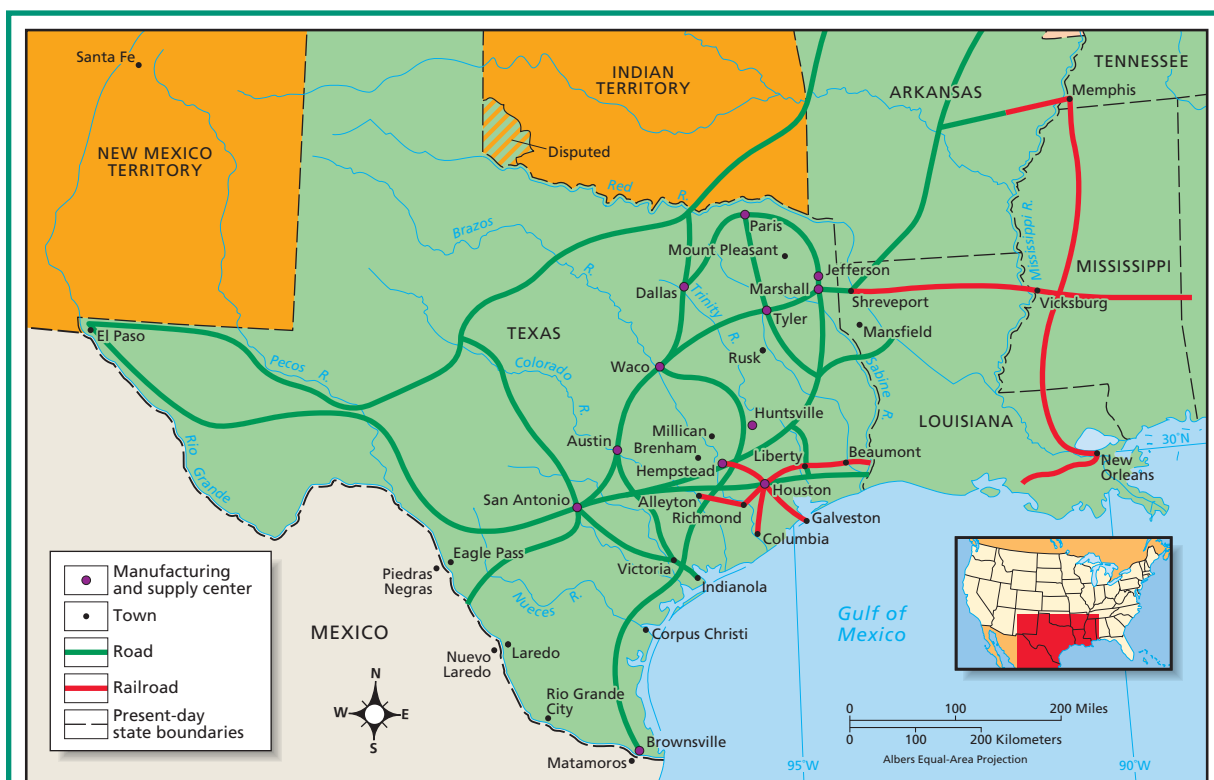 Santa Fe
NEW MEXICO
TERRITORY
INDIAN
TERRITORY
Disputed
ARKANSAS
TENNESSEE
Memphis
Red R.
Brazos R.
Paris
Mount Pleasant
Jefferson
Marshall
Dallas
Trinity R.
Shreveport
Mississippi R.
MISSISSIPPI
Vicksburg
El Paso
TEXAS
Tyler
Mansfield
Pecos R.
Colorado R.
Rusk
Waco
Sabine R.
Huntsville
LOUISIANA
Austin
Millican
Brenham
Hempstead
Liberty
Beaumont
30°N
New
Orleans
Rio Grande
San Antonio
Alleyton
Houston
Richmond
Galveston
Columbia
Eagle Pass
Piedras
Negras
Victoria
Indianola
Nueces R.
MEXICO
Corpus Christi
Gulf of
Mexico
Nuevo
Laredo
Laredo
Rio Grande
City
Brownsville
Matamoros
Manufacturing
and supply center
Town
Road
Railroad
Present-day
state boundaries
N
W E
S
0 100 200 Miles
0 100 200 Kilometers
Albers Equal-Area Projection
95°W
90°W